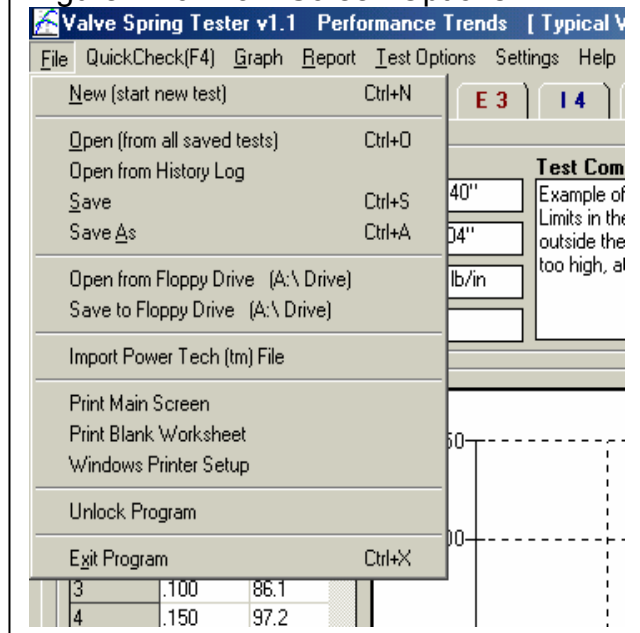 Valve Spring Tester v1.1 Performance Trends [ Typical V
File QuickCheck(F4) Graph Report Test Options Settings Help
New (start new test) Ctrl+N
E 3 I 4
Open (from all saved tests) Ctrl+O
Open from History Log
Save Ctrl+S
Save As Ctrl+A
Open from Floppy Drive (A:\ Drive)
Save to Floppy Drive (A:\ Drive)
Import Power Tech (tm) File
Print Main Screen
Print Blank Worksheet
Windows Printer Setup
Unlock Program
Exit Program Ctrl+X
Test Com
40"
04"
lb/in
Example of
Limits in the
outside the
too high, a
50
00
3 .100 86.1
4 .150 97.2